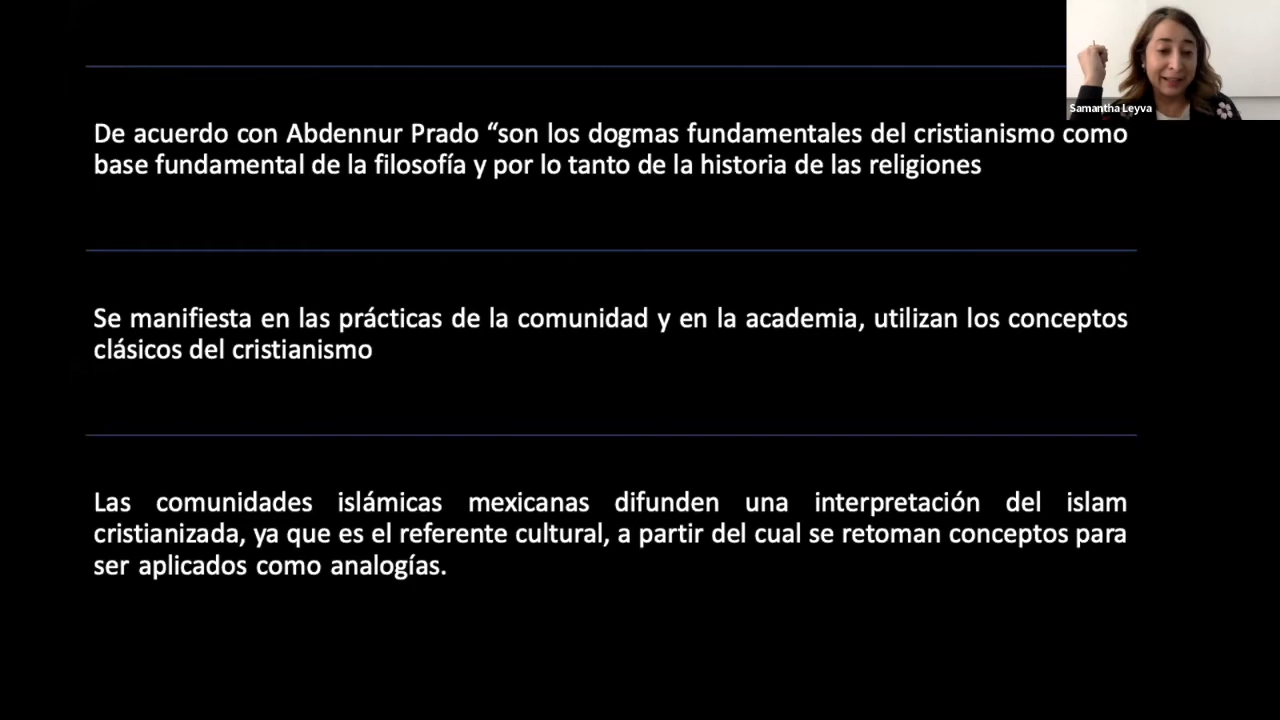 Samantha Leyva
De acuerdo con Abdennur Prado “son los dogmas fundamentales del cristianismo como
base fundamental de la filosofía y por lo tanto de la historia de las religiones
Se manifiesta en las prácticas de la comunidad y en la academia, utilizan los conceptos
clásicos del cristianismo
Las comunidades islámicas mexicanas difunden una interpretación del islam
cristianizada, ya que es el referente cultural, a partir del cual se retoman conceptos para
ser aplicados como analogías.